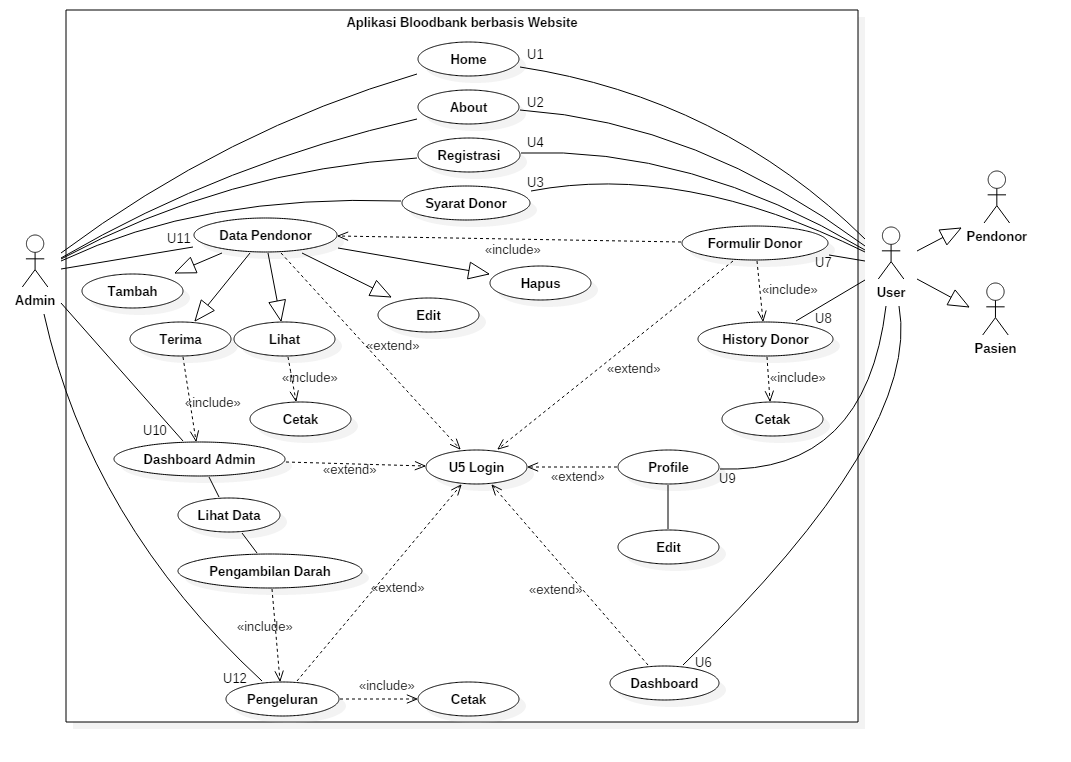 Aplikasi Bloodbank berbasis Website
Home
U1
About
U2
Registrasi
U4
Syarat Donor
U3
Data Pendonor
U11
«include»
Formulir Donor
U7
Pendonor
Admin
User
Tambah
Hapus
Edit
«include»
U8
Terima
Lihat
History Donor
Pasien
«extend»
«extend»
«include»
«include»
«include»
Cetak
Cetak
U10
Dashboard Admin
«extend»
U5 Login
«extend»
Profile
U9
Lihat Data
Edit
Pengambilan Darah
«extend»
«extend»
«include»
U12
Pengeluran
«include»
Cetak
Dashboard
U6